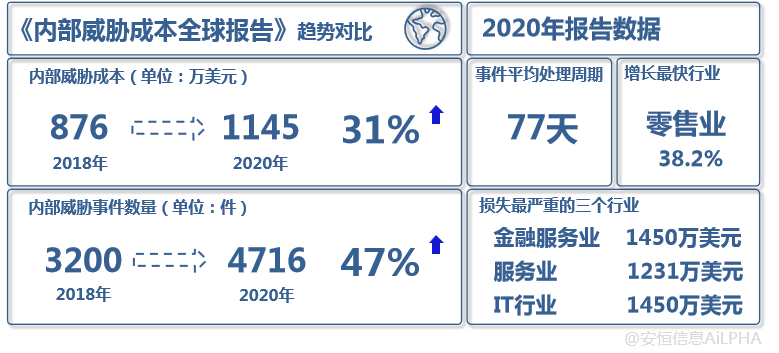 《内部威胁成本全球报告》趋势对比
内部威胁成本（单位：万美元）
876 1145 31%
2018年 2020年
内部威胁事件数量（单位：件）
3200 4716 47%
2018年 2020年
2020年报告数据
事件平均处理周期
77天
增长最快行业
零售业
38.2%
损失最严重的三个行业
金融服务业 1450万美元
服务业 1231万美元
IT行业 1450万美元
@安恒信息AiLPHA